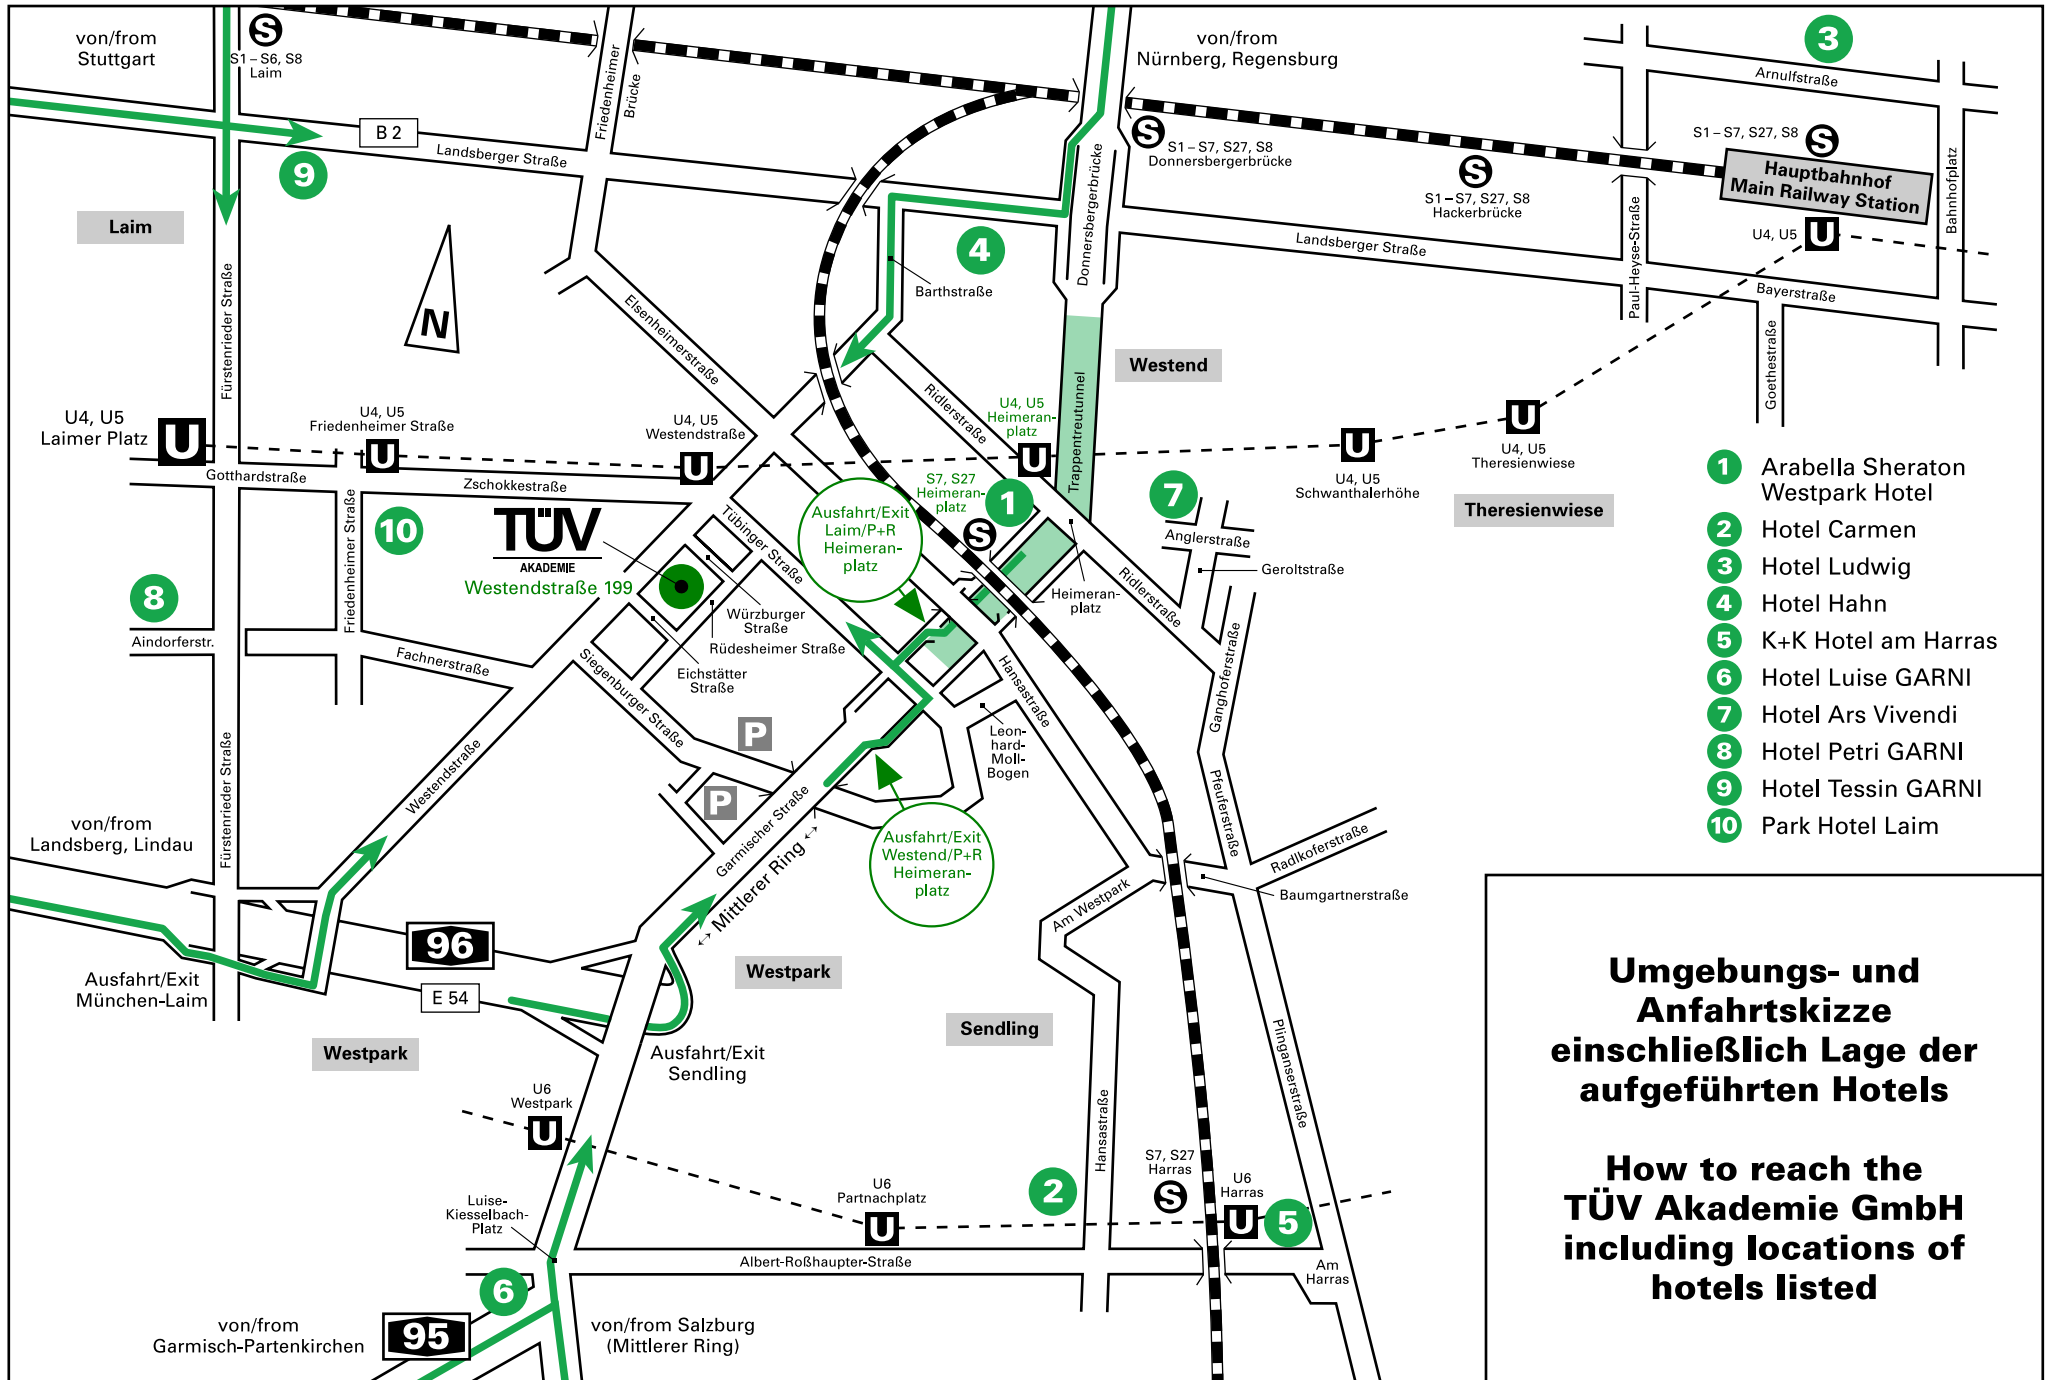 von/from
Stuttgart
S
S1 – S6, S8
Laim
Friedenheimer
Brücke
von/from
Nürnberg, Regensburg
3
Arnulfstraße
B 2
Landsberger Straße
9
S
S1 – S7, S27, S8
Donnersbergerbrücke
S
S1 – S7, S27, S8
Hackerbrücke
S1 – S7, S27, S8
S
Hauptbahnhof
Main Railway Station
U4, U5
U
Bahnhofplatz
Paul-Heyse-Straße
Laim
Fürstenrieder Straße
N
4
Barthstraße
Donnersbergerbrücke
Landsberger Straße
Bayerstraße
Goethestraße
Elsenheimerstraße
Westend
Trappentreutunnel
Ridlerstraße
U4, U5
Laimer Platz
U
U4, U5
Friedenheimer Straße
U
U4, U5
Westendstraße
U
U4, U5
Heimeran-
platz
U
U
U4, U5
Schwanthalerhöhe
U
U4, U5
Theresienwiese
Theresienwiese
Gotthardstraße
Zschokkestraße
Friedenheimer Straße
10
TÜV
AKADEMIE
Westendstraße 199
Tübinger Straße
Ausfahrt/Exit
Laim/P+R
Heimeran-
platz
S7, S27
Heimeran-
platz
S
1
7
Anglerstraße
Geroltstraße
Heimeran-
platz
Ridlerstraße
Ganghoferstraße
8
Aindorferstr.
Fachnerstraße
Würzburger
Straße
Rüdesheimer Straße
Eichstätter
Straße
Siegenburger Straße
P
P
Hansastraße
Leon-
hard-
Moll-
Bogen
Pfeuferstraße
Fürstenrieder Straße
Westendstraße
Garmischer Straße
↔ Mittlerer Ring ↔
Ausfahrt/Exit
Westend/P+R
Heimeran-
platz
Radlkoferstraße
Baumgartnerstraße
Am Westpark
von/from
Landsberg, Lindau
96
E 54
Ausfahrt/Exit
München-Laim
Westpark
Westpark
Sendling
Ausfahrt/Exit
Sendling
Plinganserstraße
Hansastraße
U6
Westpark
U
U6
Partnachplatz
U
2
S7, S27
Harras
S
U6
Harras
U
5
Luise-
Kiesselbach-
Platz
Albert-Roßhaupter-Straße
Am
Harras
6
von/from
Garmisch-Partenkirchen
95
von/from Salzburg
(Mittlerer Ring)
1 Arabella Sheraton
Westpark Hotel
2 Hotel Carmen
3 Hotel Ludwig
4 Hotel Hahn
5 K+K Hotel am Harras
6 Hotel Luise GARNI
7 Hotel Ars Vivendi
8 Hotel Petri GARNI
9 Hotel Tessin GARNI
10 Park Hotel Laim
Umgebungs- und
Anfahrtskizze
einschließlich Lage der
aufgeführten Hotels
How to reach the
TÜV Akademie GmbH
including locations of
hotels listed